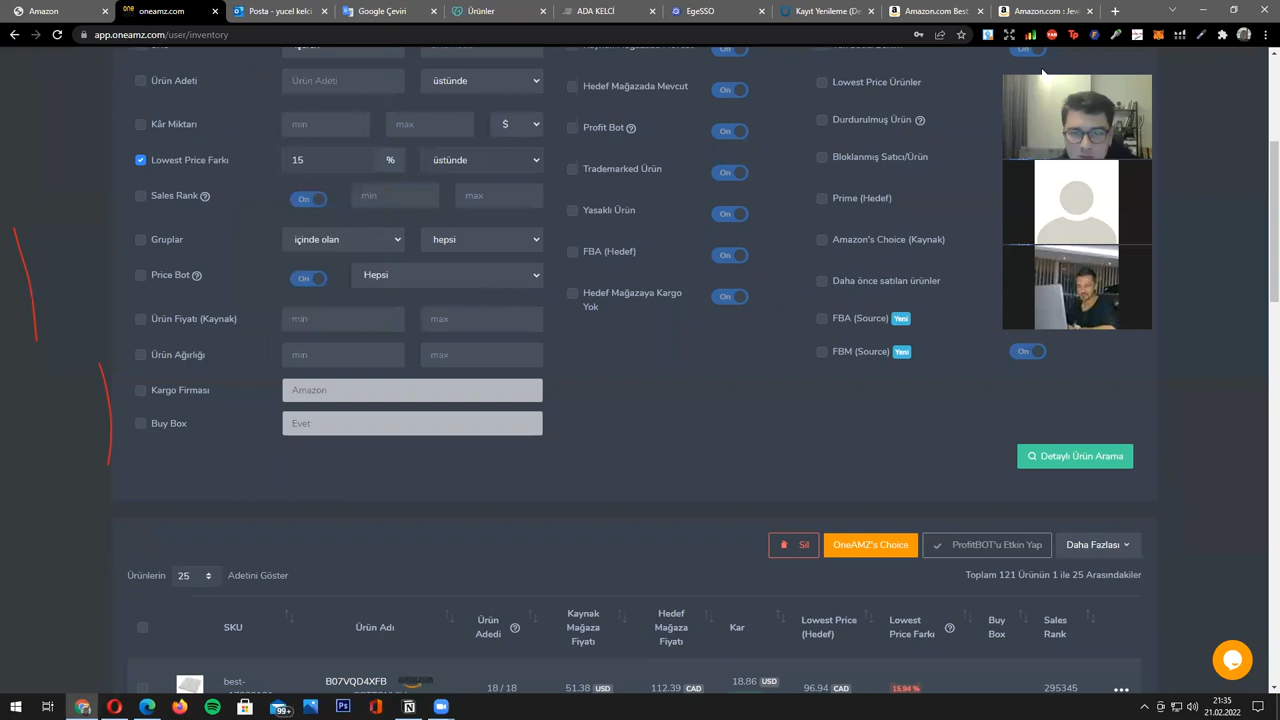 Amazon
one AMZ
Posta - yucel kelci
Google Çeviri
Ürünler
ONEAMZ
ADA KELCİ
EgeSSO
Kayıt Yenileme (D
Amazon.com Best
Amazon.com : Jew
app.oneamz.com/user/inventory
On
On
Ürün Adeti
Ürün Adeti
üstünde
Hedef Mağazada Mevcut
On
Lowest Price Ürünler
Kâr Miktarı
min
max
$
Profit Bot
On
Durdurulmuş Ürün
Lowest Price Farkı
15
%
üstünde
Trademarked Ürün
On
Bloklanmış Satıcı/Ürün
Sales Rank
On
min
max
Yasaklı Ürün
On
Prime (Hedef)
Gruplar
içinde olan
hepsi
FBA (Hedef)
On
Amazon's Choice (Kaynak)
Price Bot
On
Hepsi
Hedef Mağazaya Kargo
Yok
On
Daha önce satılan ürünler
Ürün Fiyatı (Kaynak)
min
max
FBA (Source)
Yeni
Ürün Ağırlığı
min
max
FBM (Source)
Yeni
On
Kargo Firması
Amazon
Buy Box
Evet
Detaylı Ürün Arama
Sil
OneAMZ's Choice
ProfitBOT'u Etkin Yap
Daha Fazlası
Ürünlerin
25
Adetini Göster
Toplam 121 Ürünün 1 ile 25 Arasındakiler
SKU
Ürün Adı
Ürün
Adedi
Kaynak
Mağaza
Fiyatı
Hedef
Mağaza
Fiyatı
Kar
Lowest Price
(Hedef)
Lowest
Price Farkı
Buy
Box
Sales
Rank
best-
B07VQD4XFB
amazon
18 / 18
51.38 USD
112.39 CAD
18.86 USD
96.94 CAD
15.94 %
295345
99+
21:35
21.02.2022